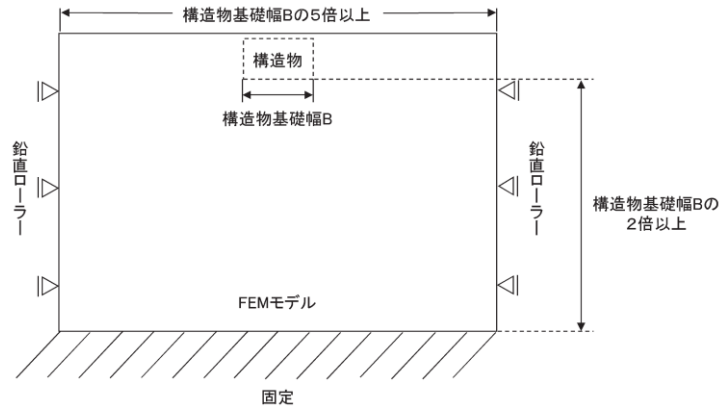 構造物基礎幅Bの5倍以上
構造物
構造物基礎幅B
鉛直ローラー
鉛直ローラー
構造物基礎幅Bの
2倍以上
FEMモデル
固定